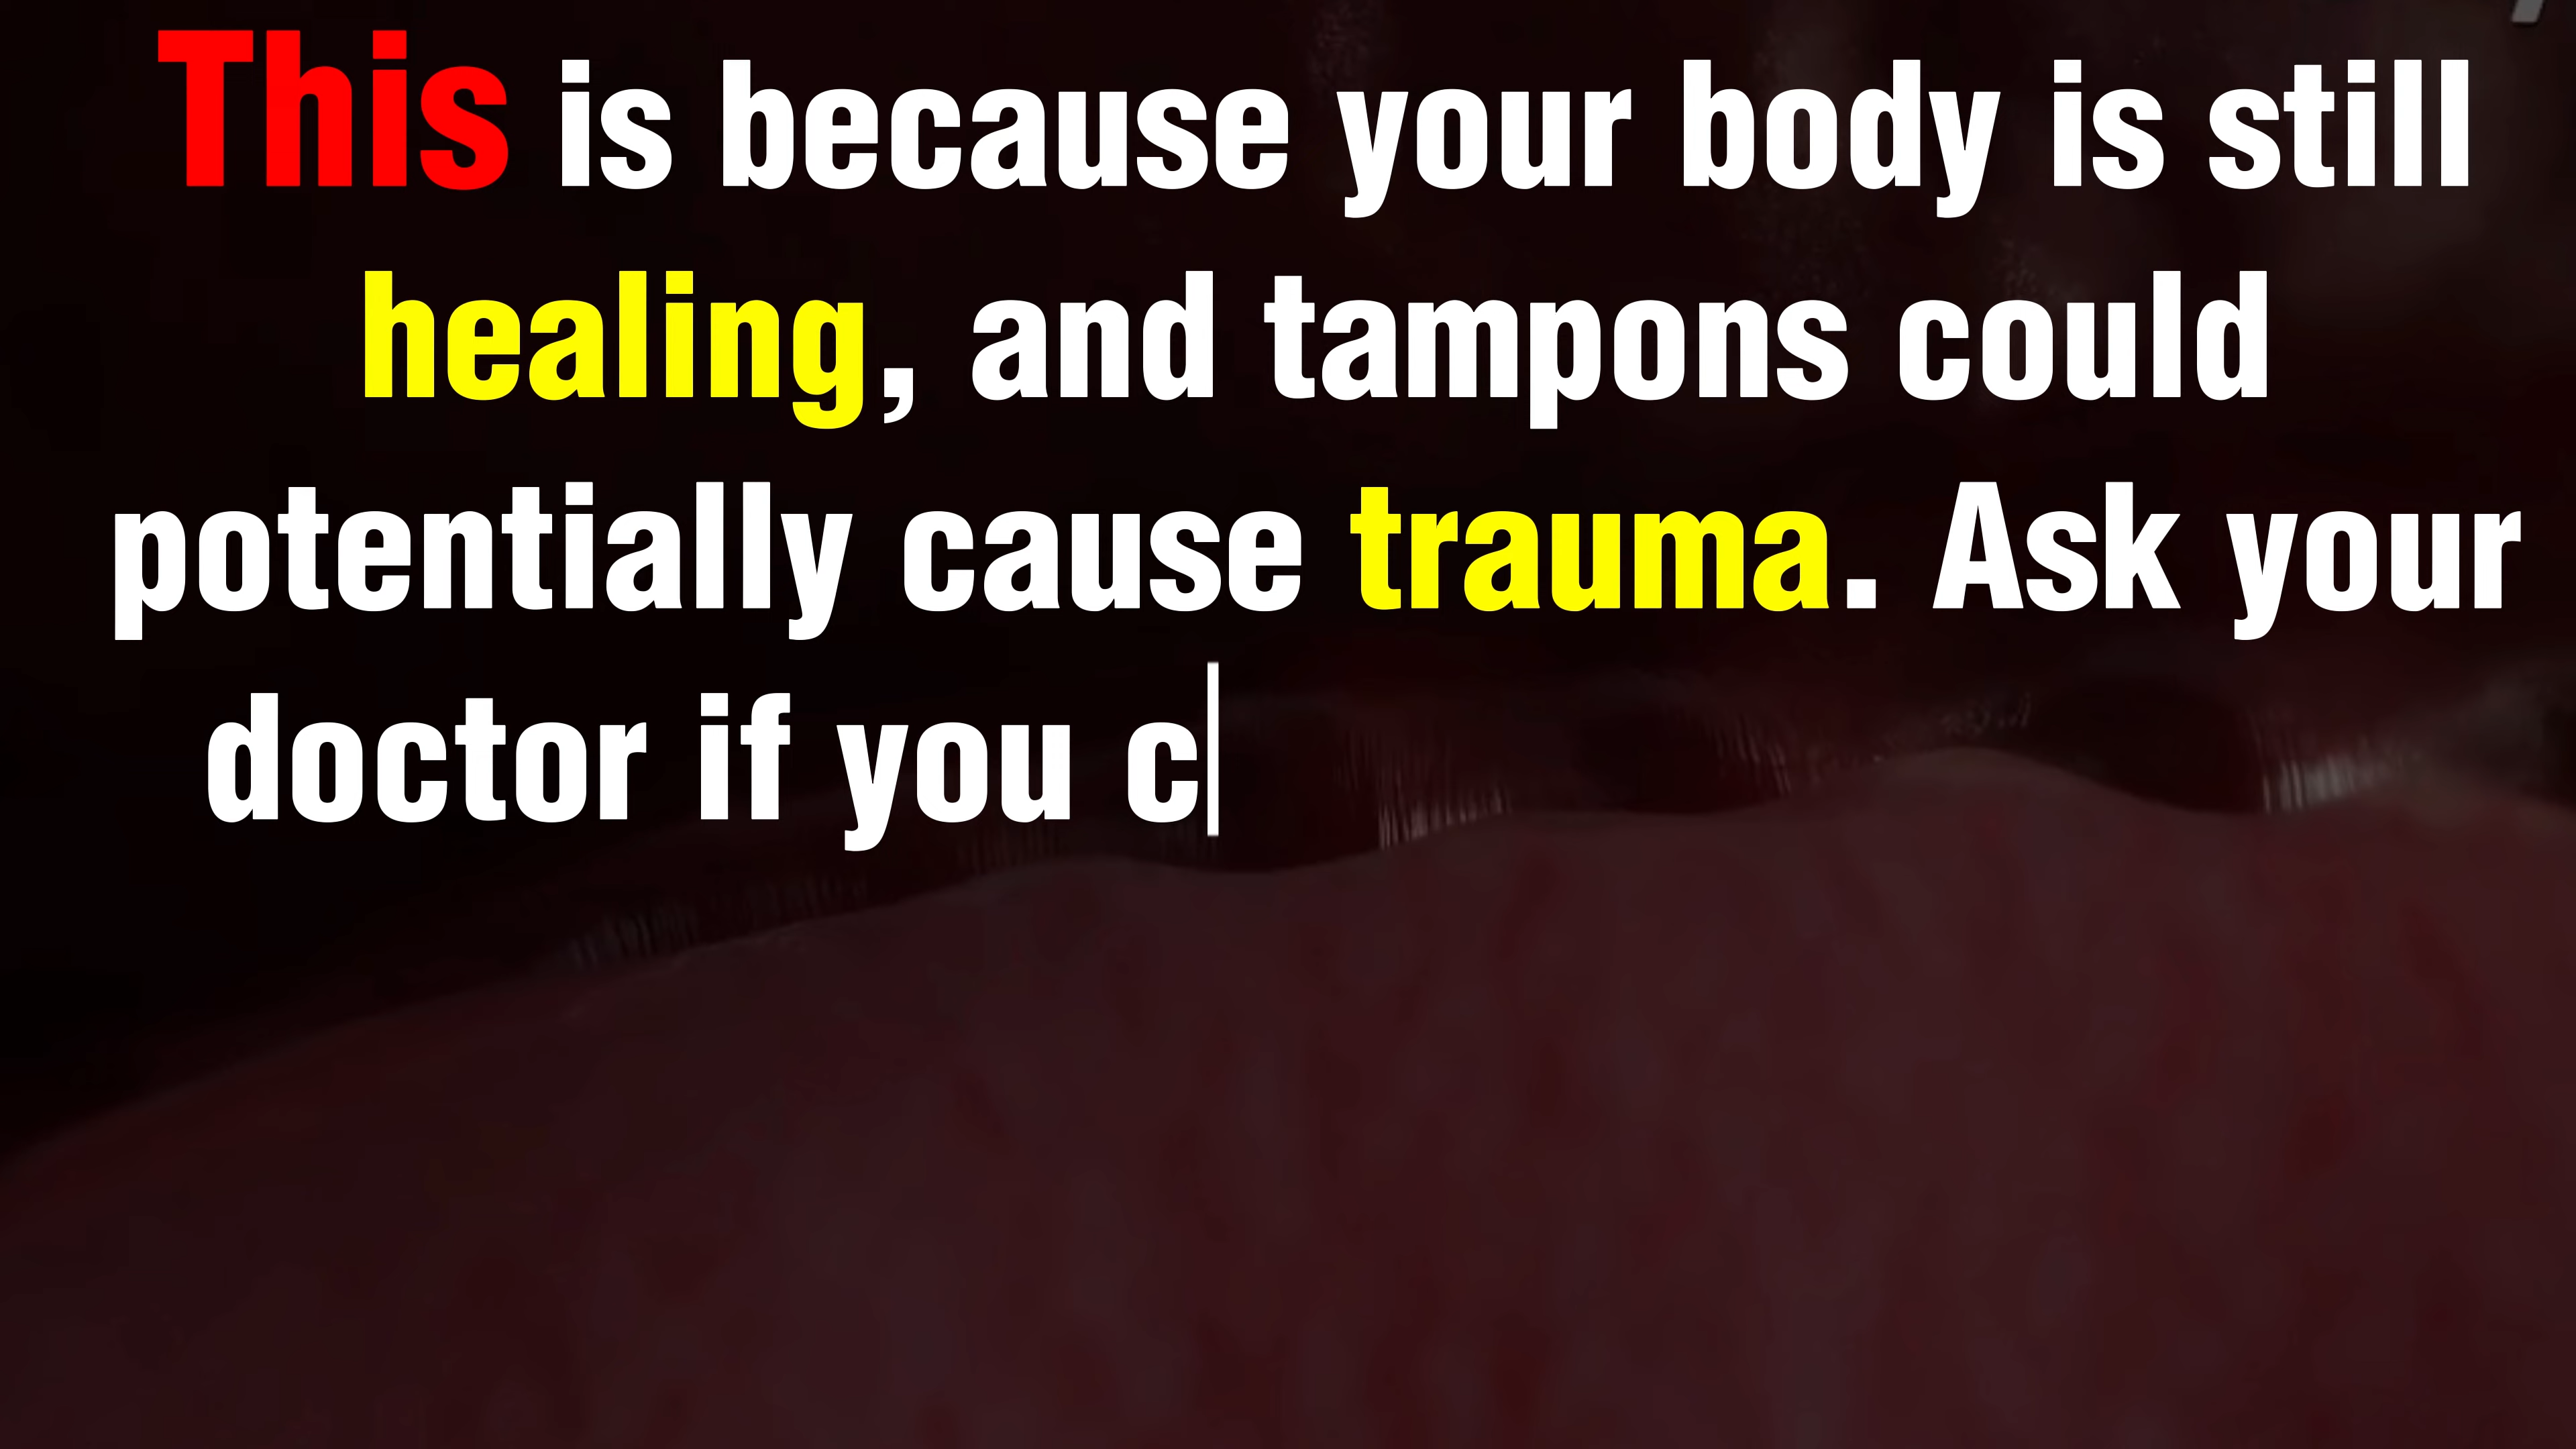 This is because your body is still
healing, and tampons could
potentially cause trauma. Ask your
doctor if you c